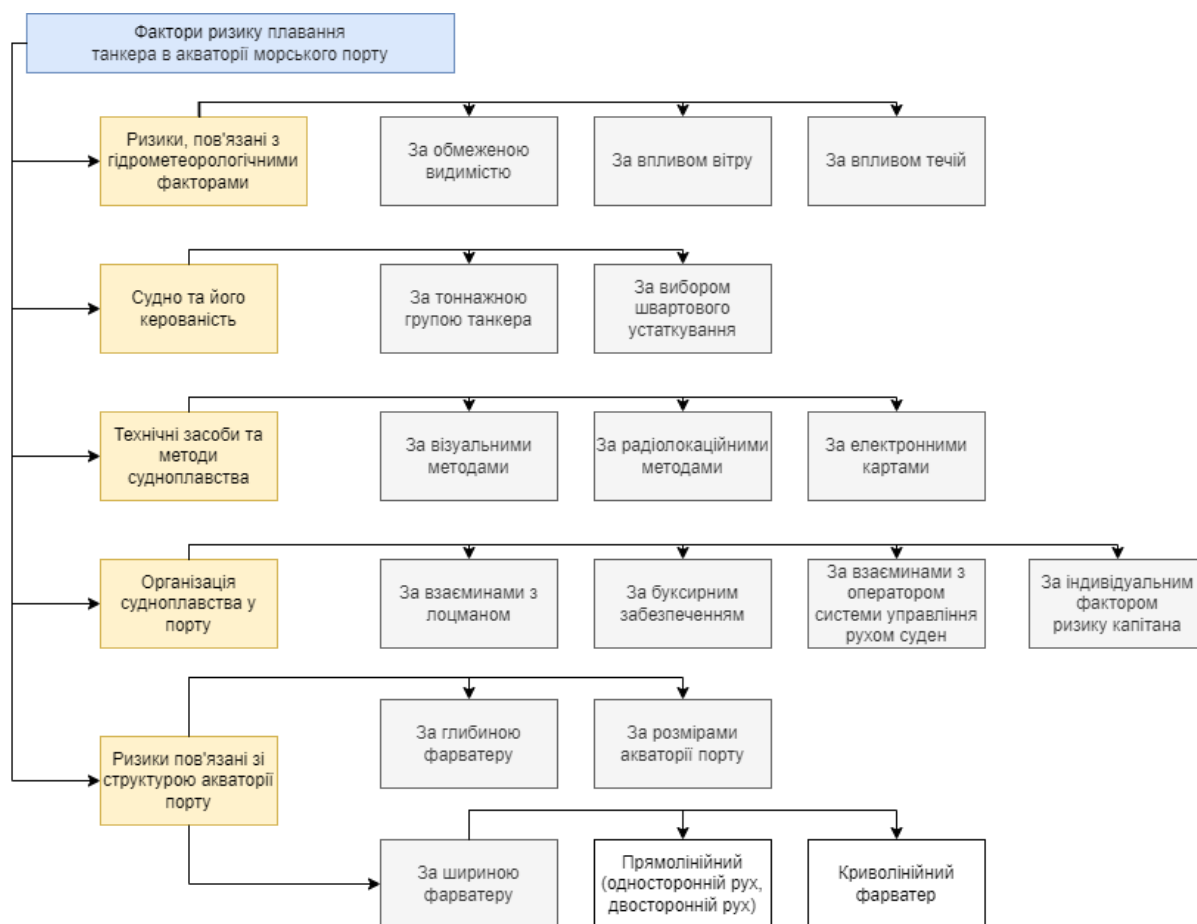 Фактори ризику плавання
танкера в акваторії морського порту
Ризики, пов'язані з
гідрометеорологічними
факторами
За обмеженою
видимістю
За впливом вітру
За впливом течій
Судно та його
керованість
За тоннажною
групою танкера
За вибором
швартового
устаткування
Технічні засоби та
методи
судноплавства
За візуальними
методами
За радіолокаційними
методами
За електронними
картами
Організація
судноплавства у
порту
За взаєминами з
лоцманом
За буксирним
забезпеченням
За взаєминами з
оператором
системи управління
рухом суден
За індивідуальним
фактором
ризику капітана
Ризики пов'язані зі
структурою акваторії
порту
За глибиною
фарватеру
За розмірами
акваторії порту
За шириною
фарватеру
Прямолінійний
(односторонній рух,
двосторонній рух)
Криволінійний
фарватер